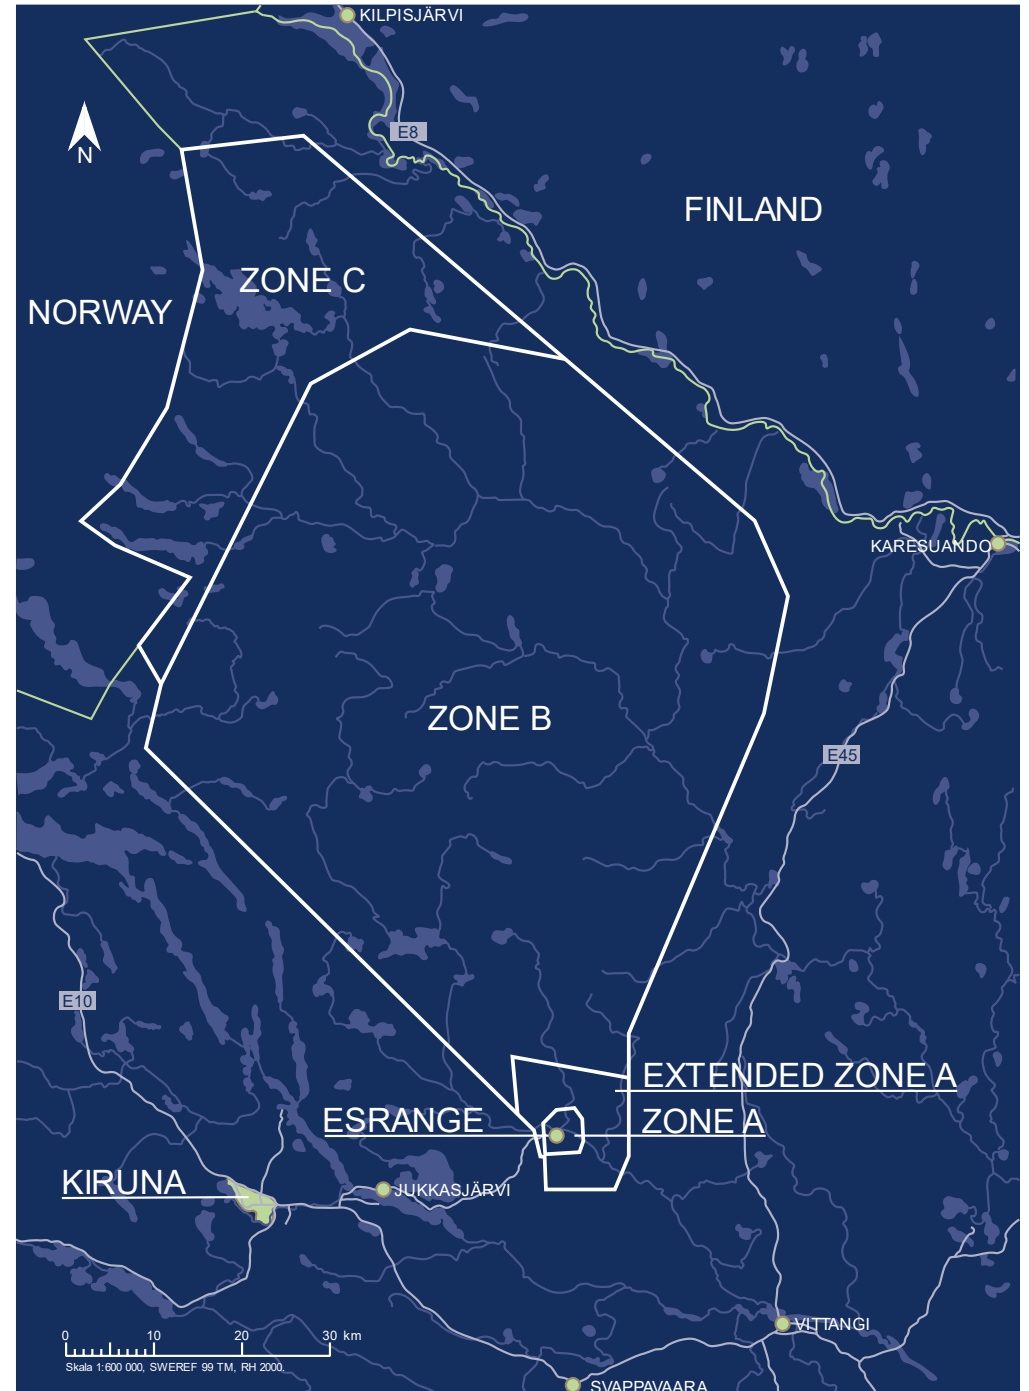 KILPISJÄRVI
E8
N
FINLAND
ZONE C
NORWAY
KARESUANDO
ZONE B
E45
E10
EXTENDED ZONE A
ESRANGE
ZONE A
KIRUNA
JUKKASJÄRVI
VITTANGI
0 10 20 30 km
Skala 1:600 000, SWEREF 99 TM, RH 2000.
SVAPPAVAARA